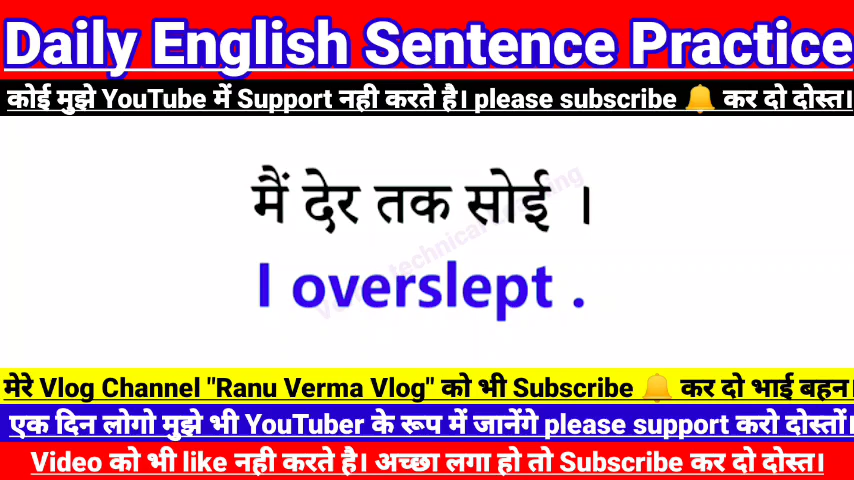 Daily English Sentence Practice
कोई मुझे YouTube में Support नही करते है। please subscribe 🔔 कर दो दोस्त।
मैं देर तक सोई ।
I overslept .
मेरे Vlog Channel "Ranu Verma Vlog" को भी Subscribe 🔔 कर दो भाई बहन।
एक दिन लोगो मुझे भी YouTuber के रूप में जानेंगे please support करो दोस्तों।
Video को भी like नही करते है। अच्छा लगा हो तो Subscribe कर दो दोस्त।